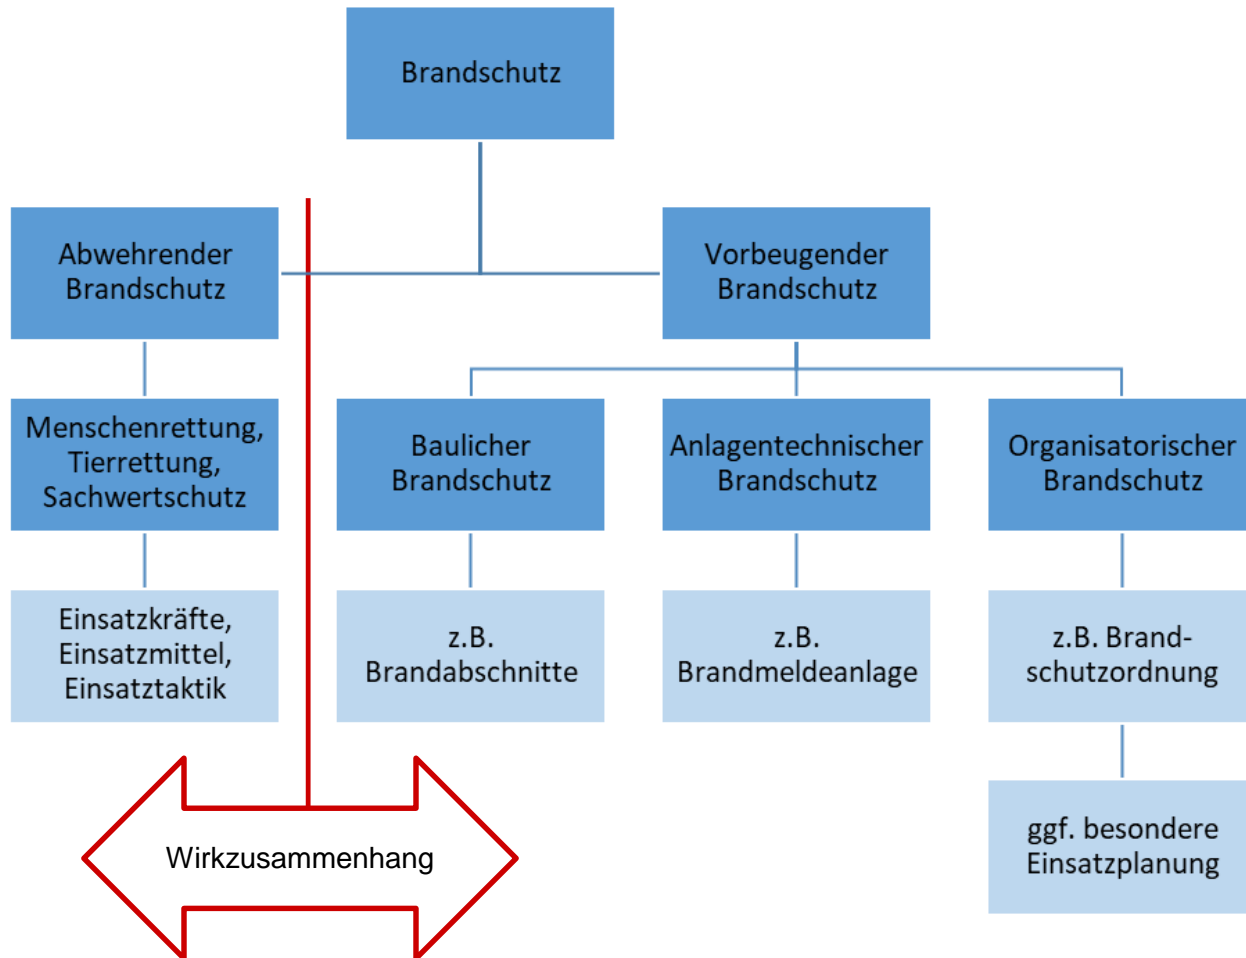 Brandschutz
Abwehrender
Brandschutz
Vorbeugender
Brandschutz
Menschenrettung,
Tierrettung,
Sachwertschutz
Baulicher
Brandschutz
Anlagentechnischer
Brandschutz
Organisatorischer
Brandschutz
Einsatzkräfte,
Einsatzmittel,
Einsatztaktik
z.B.
Brandabschnitte
z.B.
Brandmeldeanlage
z.B. Brand-
schutzordnung
Wirkzusammenhang
ggf. besondere
Einsatzplanung